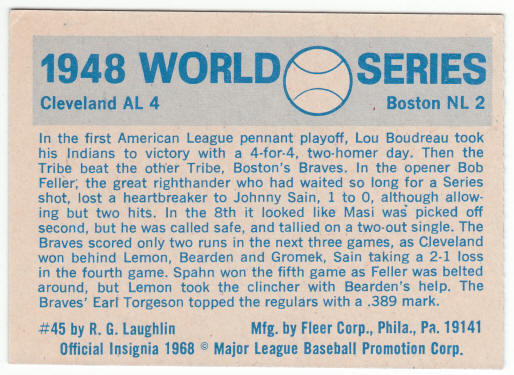 1948 WORLD SERIES
Cleveland AL 4 Boston NL 2
In the first American League pennant playoff, Lou Boudreau took
his Indians to victory with a 4-for-4, two-homer day. Then the
Tribe beat the other Tribe, Boston's Braves. In the opener Bob
Feller, the great righthander who had waited so long for a Series
shot, lost a heartbreaker to Johnny Sain, 1 to 0, although allow-
ing but two hits. In the 8th it looked like Masi was picked off
second, but he was called safe, and tallied on a two-out single. The
Braves scored only two runs in the next three games, as Cleveland
won behind Lemon, Bearden and Gromek, Sain taking a 2-1 loss
in the fourth game. Spahn won the fifth game as Feller was belted
around, but Lemon took the clincher with Bearden's help. The
Braves' Earl Torgeson topped the regulars with a .389 mark.
#45 by R. G. Laughlin Mfg. by Fleer Corp., Phila., Pa. 19141
Official Insignia 1968 © Major League Baseball Promotion Corp.